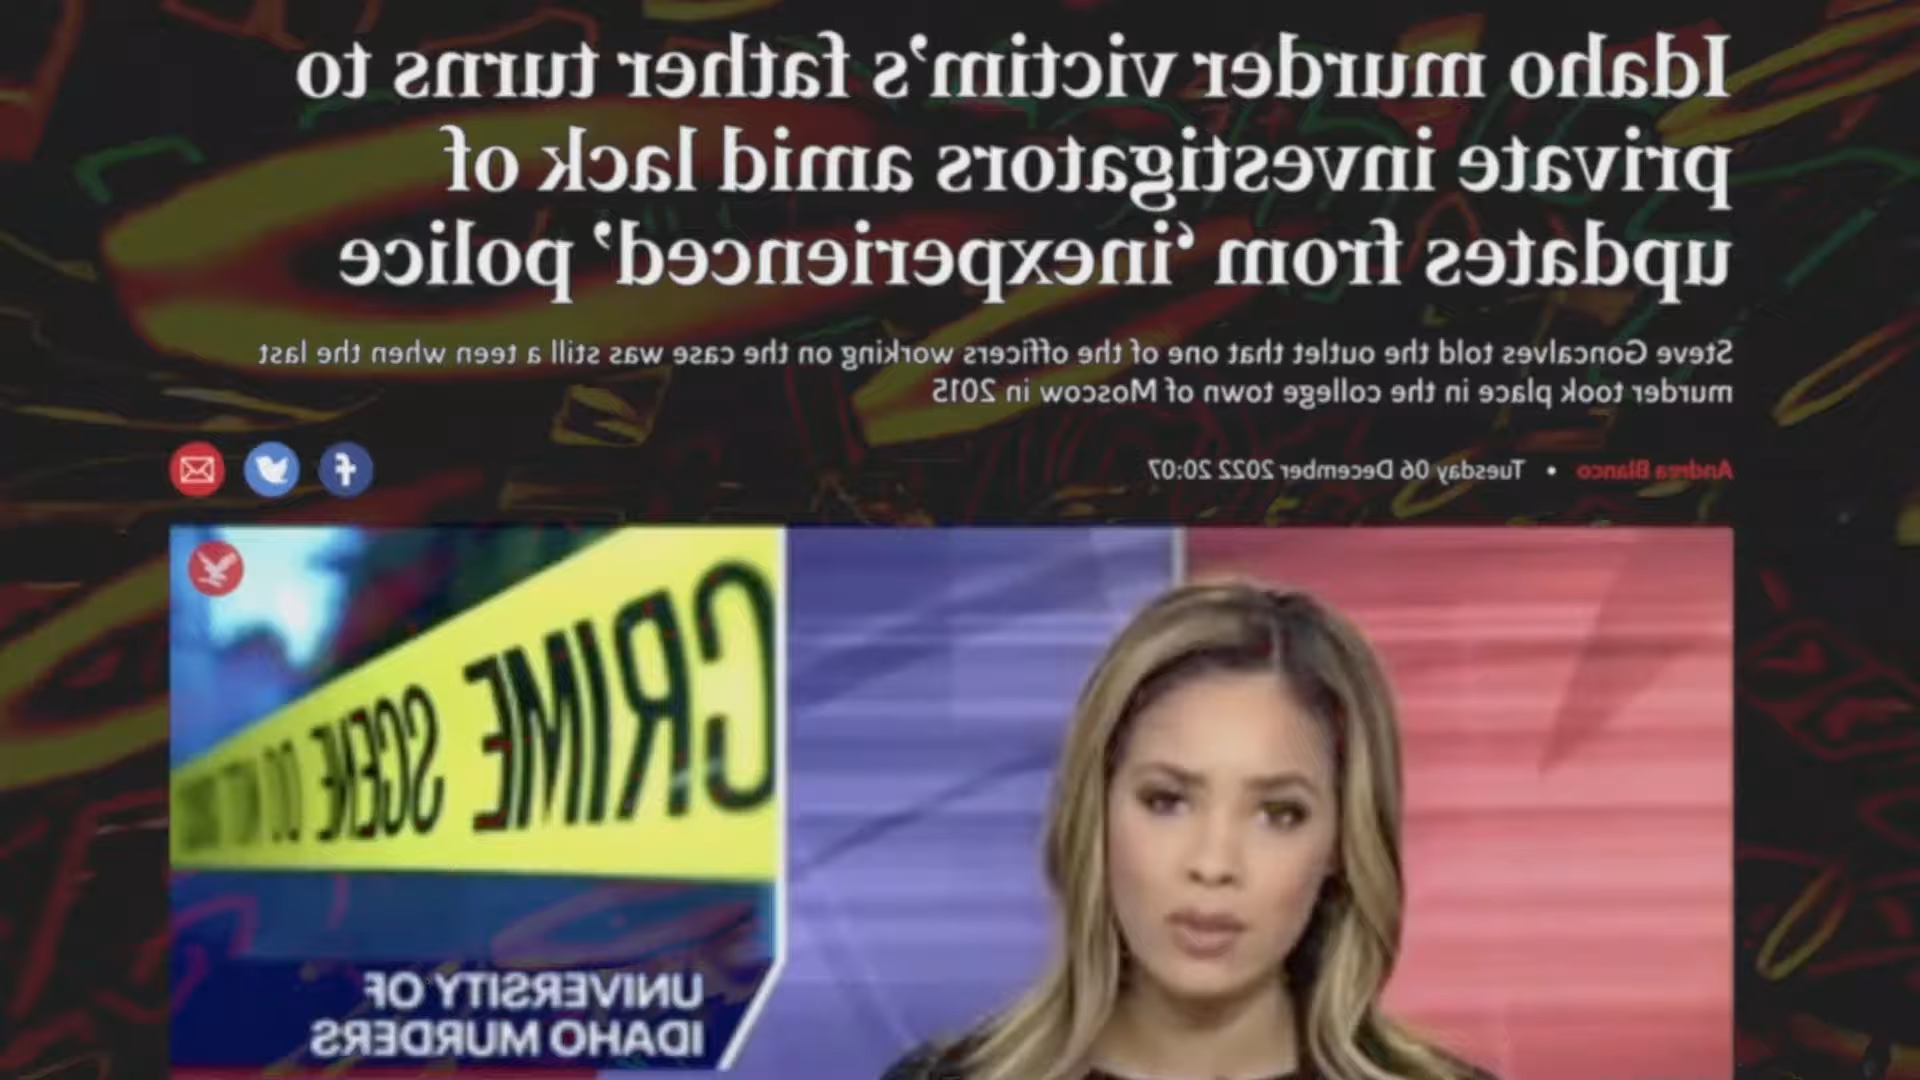 Idaho murder victim's father turns to
private investigators amid lack of
updates from 'inexperienced' police
Steve Goncalves told the outlet that one of the officers working on the case was still a teen when the last
murder took place in the college town of Moscow in 2015
Andrea Blanco • Tuesday 06 December 2022 20:07
CRIME SCENE DO NOT
UNIVERSITY OF
IDAHO MURDERS